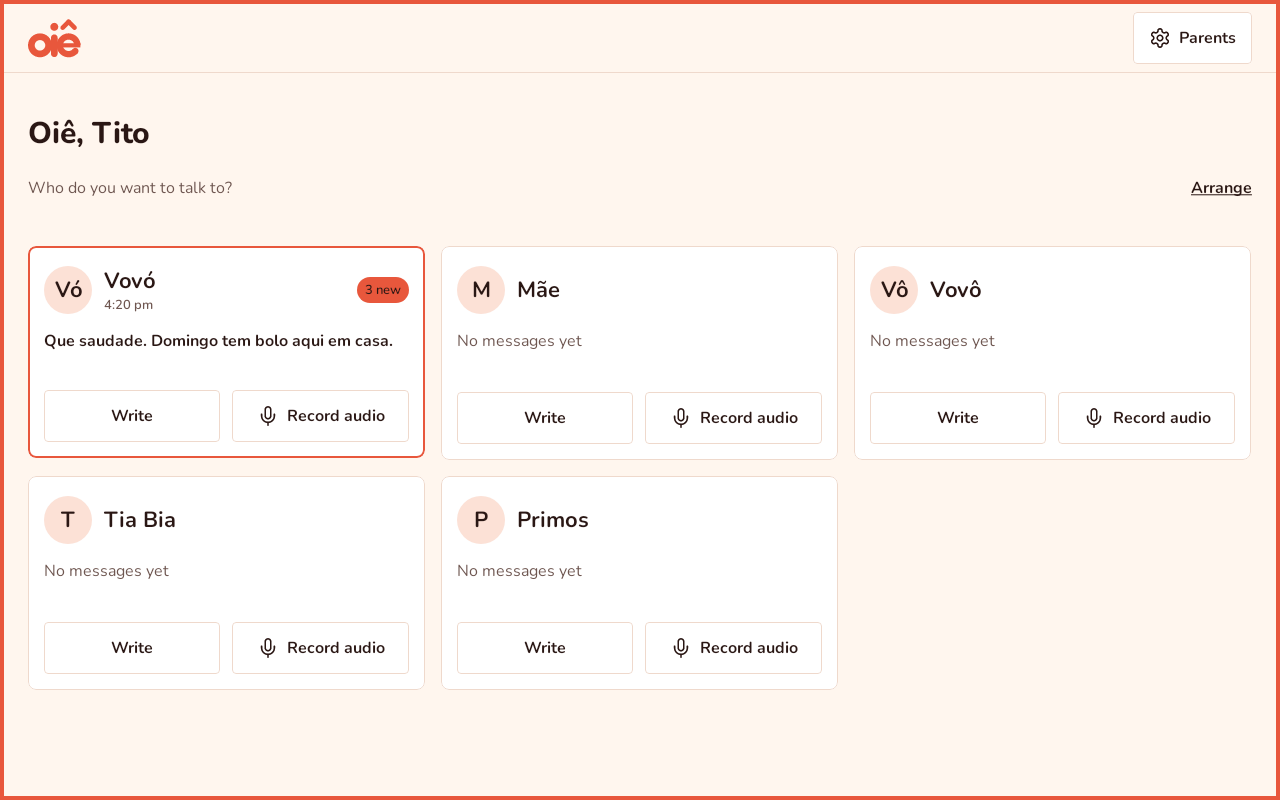 oiê
Parents
Oiê, Tito
Who do you want to talk to?
Arrange
Vó
Vovó
4:20 pm
3 new
Que saudade. Domingo tem bolo aqui em casa.
Write
Record audio
M
Mãe
No messages yet
Write
Record audio
Vô
Vovô
No messages yet
Write
Record audio
T
Tia Bia
No messages yet
Write
Record audio
P
Primos
No messages yet
Write
Record audio